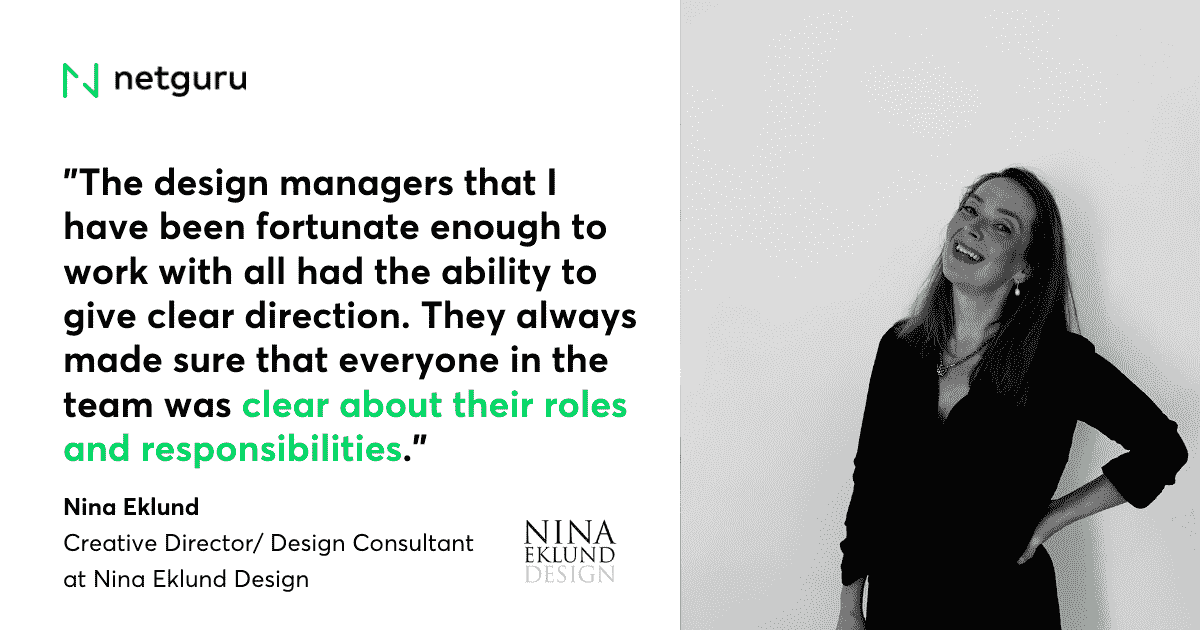 netguru
"The design managers that I
have been fortunate enough to
work with all had the ability to
give clear direction. They always
made sure that everyone in the
team was clear about their roles
and responsibilities."
Nina Eklund
Creative Director/ Design Consultant
at Nina Eklund Design
NINA
EKLUND
DESIGN